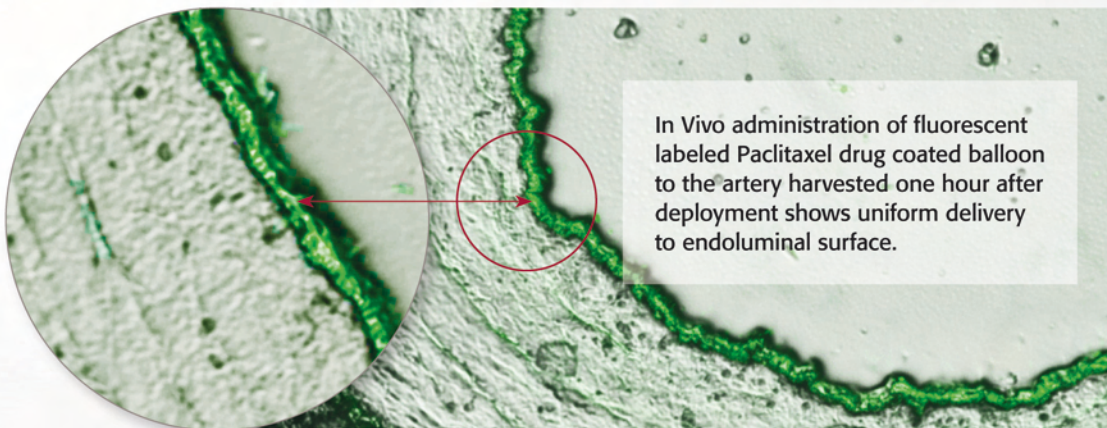 In Vivo administration of fluorescent
labeled Paclitaxel drug coated balloon
to the artery harvested one hour after
deployment shows uniform delivery
to endoluminal surface.